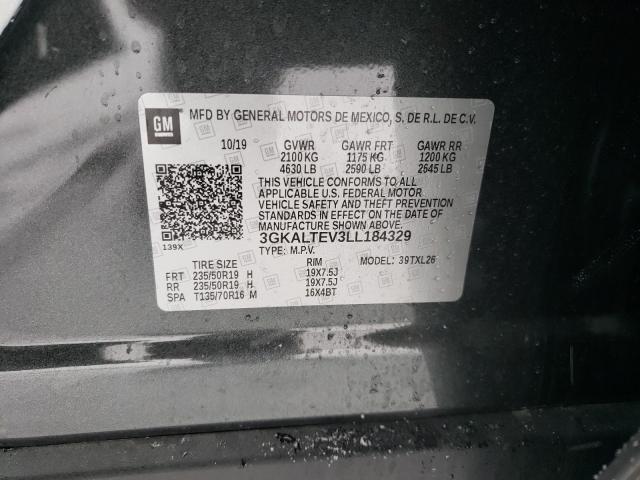 GM
MFD BY GENERAL MOTORS DE MEXICO, S. DE R.L. DE C.V.
10/19 GVWR GAWR FRT GAWR RR
2100 KG 1175 KG 1200 KG
4630 LB 2590 LB 2645 LB
THIS VEHICLE CONFORMS TO ALL
APPLICABLE U.S. FEDERAL MOTOR
VEHICLE SAFETY AND THEFT PREVENTION
STANDARDS IN EFFECT ON THE DATE OF
MANUFACTURE SHOWN ABOVE.
3GKALTEV3LL184329
139X TYPE: M.P.V. 39TXL26
TIRE SIZE RIM
FRT 235/50R19 H 19X7.5J
RR 235/50R19 H 19X7.5J
SPA T135/70R16 M 16X4BT